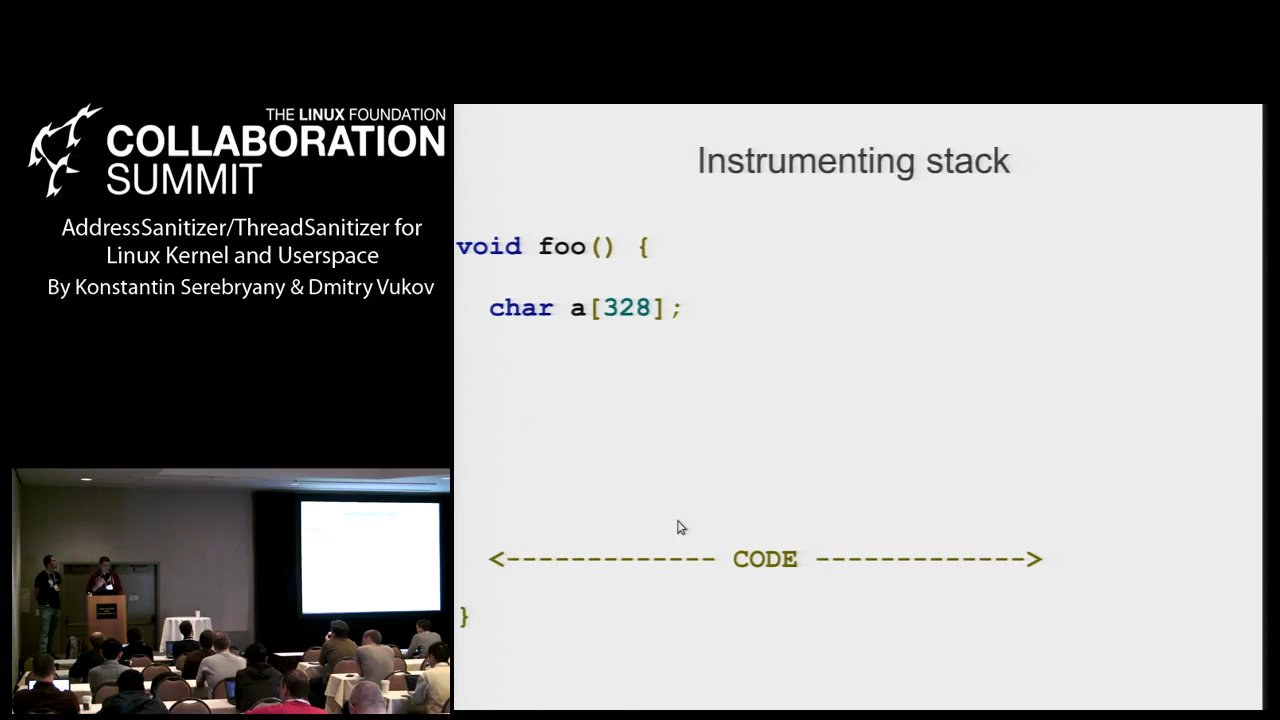 THE LINUX FOUNDATION
COLLABORATION
SUMMIT
AddressSanitizer/ThreadSanitizer for
Linux Kernel and Userspace
By Konstantin Serebryany & Dmitry Vukov
Instrumenting stack
void foo() {
char a[328];
<------------- CODE ------------->
}